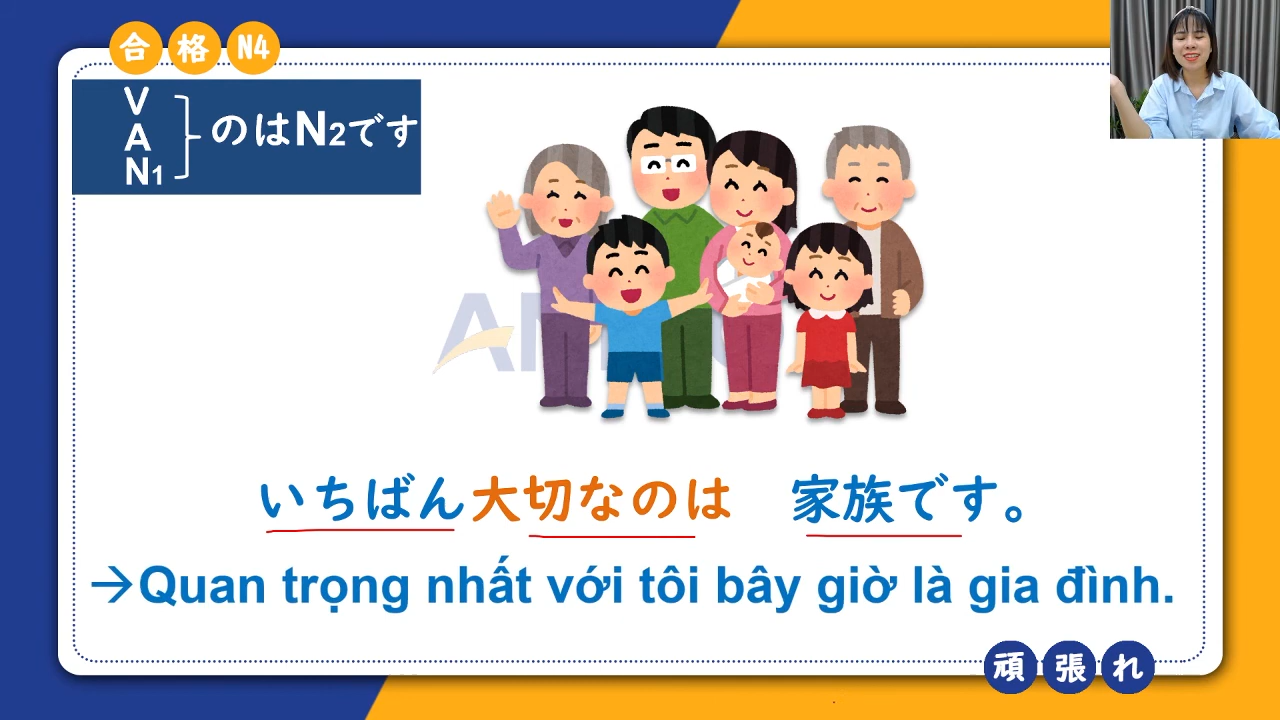 合格N4
V
A
N1
のはN2です
いちばん大切なのは 家族です。
→Quan trọng nhất với tôi bây giờ là gia đình.
頑張れ